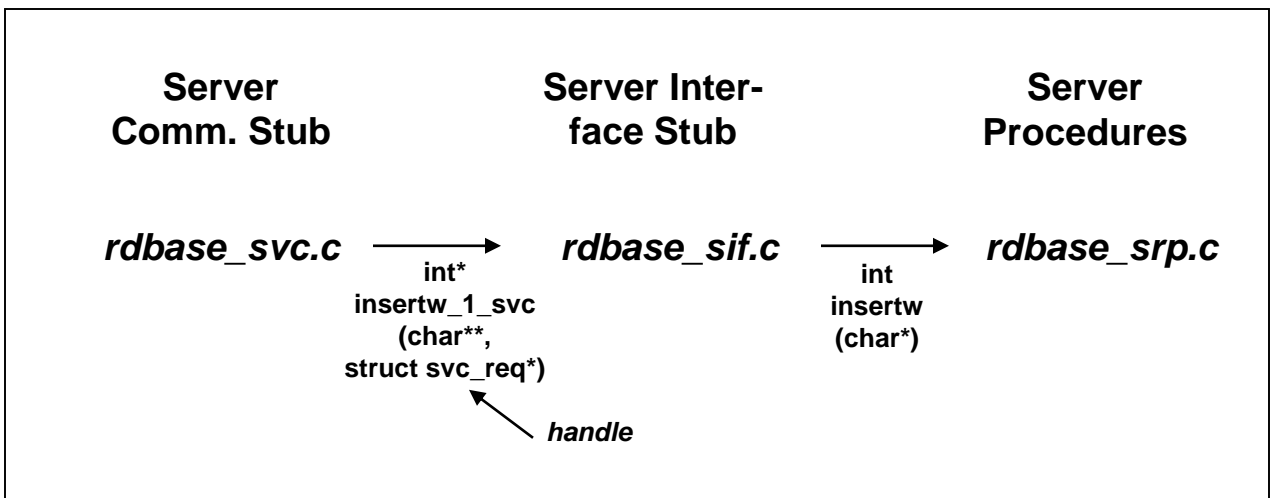 Server
Comm. Stub
Server Inter-
face Stub
Server
Procedures
rdbase_svc.c
rdbase_sif.c
rdbase_srp.c
int*
insertw_1_svc
(char**,
struct svc_req*)
int
insertw
(char*)
handle